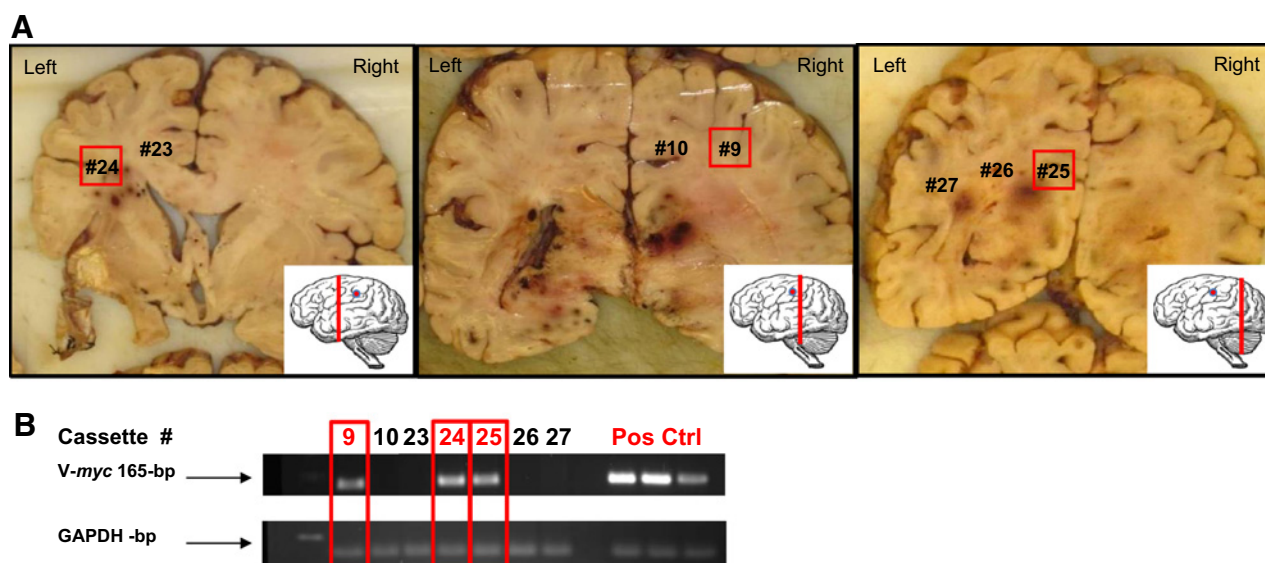 A
Left Right
#24 #23
Left Right
#10 #9
Left Right
#27 #26 #25
B
Cassette # 9 10 23 24 25 26 27 Pos Ctrl
V-myc 165-bp
GAPDH -bp